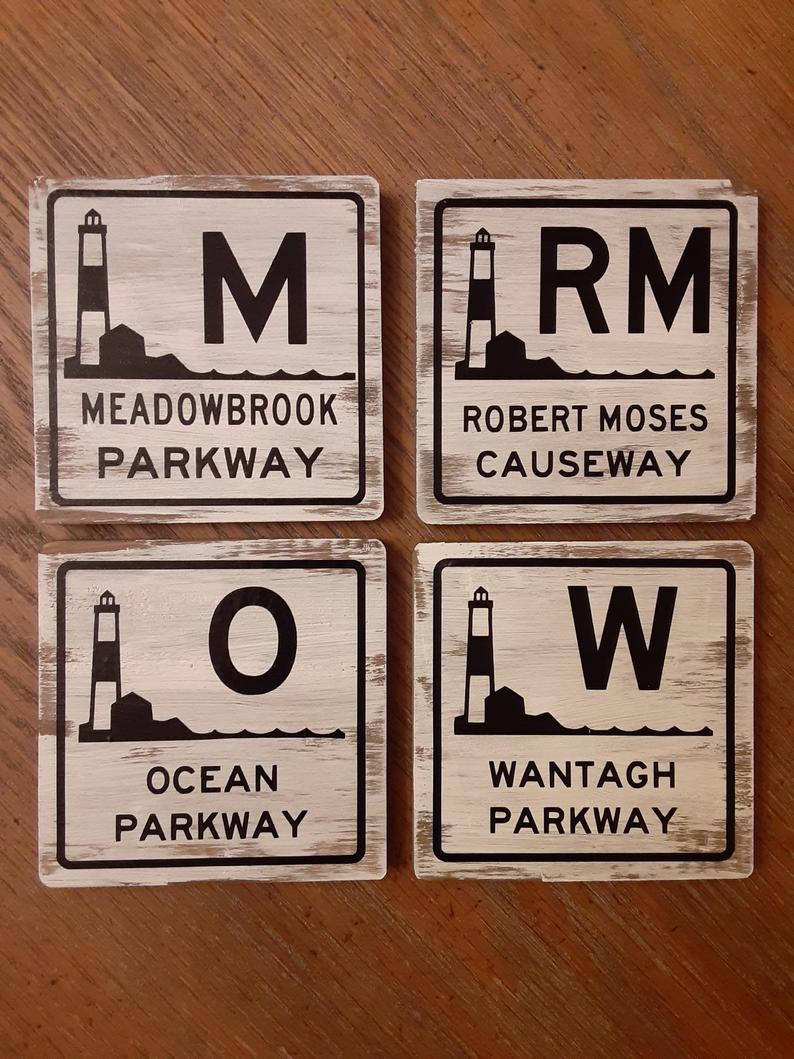 M
MEADOWBROOK
PARKWAY
RM
ROBERT MOSES
CAUSEWAY
O
OCEAN
PARKWAY
W
WANTAGH
PARKWAY